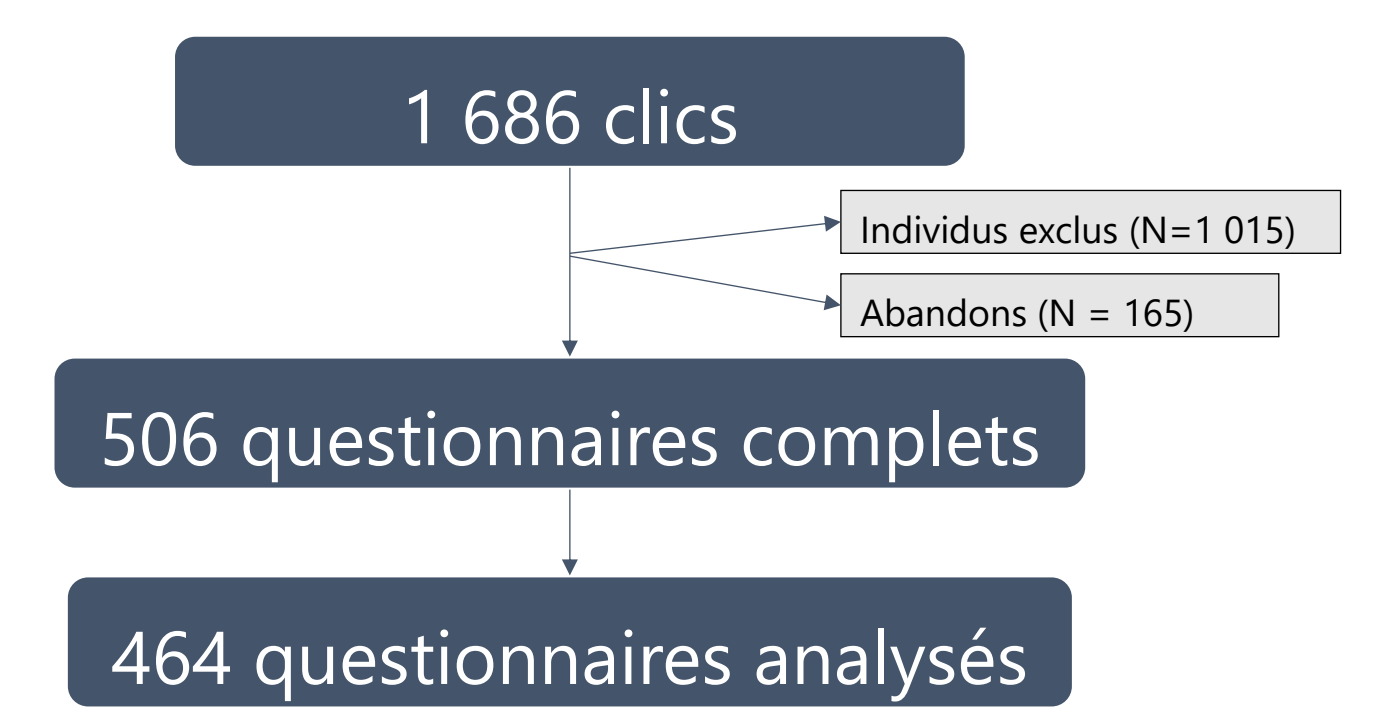 1 686 clics
Individus exclus (N=1 015)
Abandons (N = 165)
506 questionnaires complets
464 questionnaires analysés